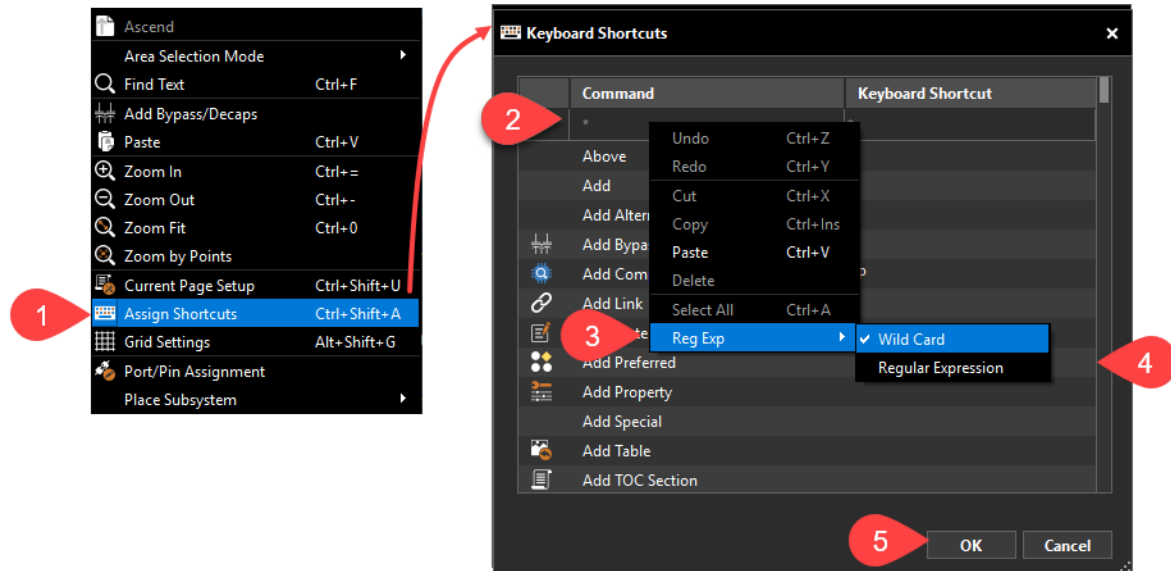 Ascend
Area Selection Mode
Find Text Ctrl+F
Add Bypass/Decaps
Paste Ctrl+V
Zoom In Ctrl+=
Zoom Out Ctrl+-
Zoom Fit Ctrl+0
Zoom by Points
Current Page Setup Ctrl+Shift+U
1 Assign Shortcuts Ctrl+Shift+A
Grid Settings Alt+Shift+G
Port/Pin Assignment
Place Subsystem
Keyboard Shortcuts
Command Keyboard Shortcut
2 * *
Above
Add
Add Alter
Add Bypa
Add Com P
Add Link
te
Add Preferred
Add Property
Add Special
Add Table
Add TOC Section
Undo Ctrl+Z
Redo Ctrl+Y
Cut Ctrl+X
Copy Ctrl+Ins
Paste Ctrl+V
Delete
Select All Ctrl+A
3 Reg Exp
Wild Card
Regular Expression
4
5 OK Cancel